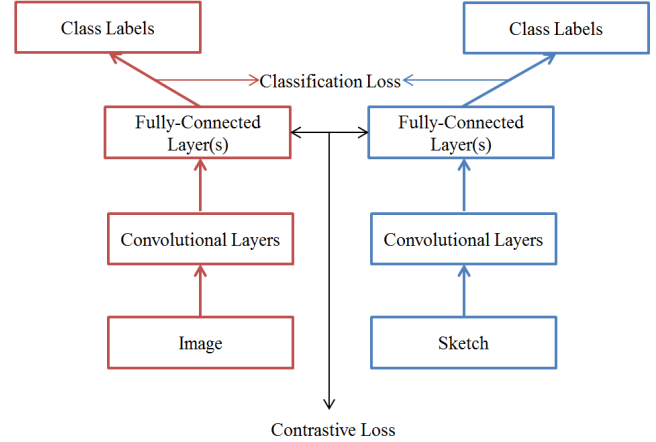 Class Labels
Class Labels
Classification Loss
Fully-Connected
Layer(s)
Fully-Connected
Layer(s)
Convolutional Layers
Convolutional Layers
Image
Sketch
Contrastive Loss